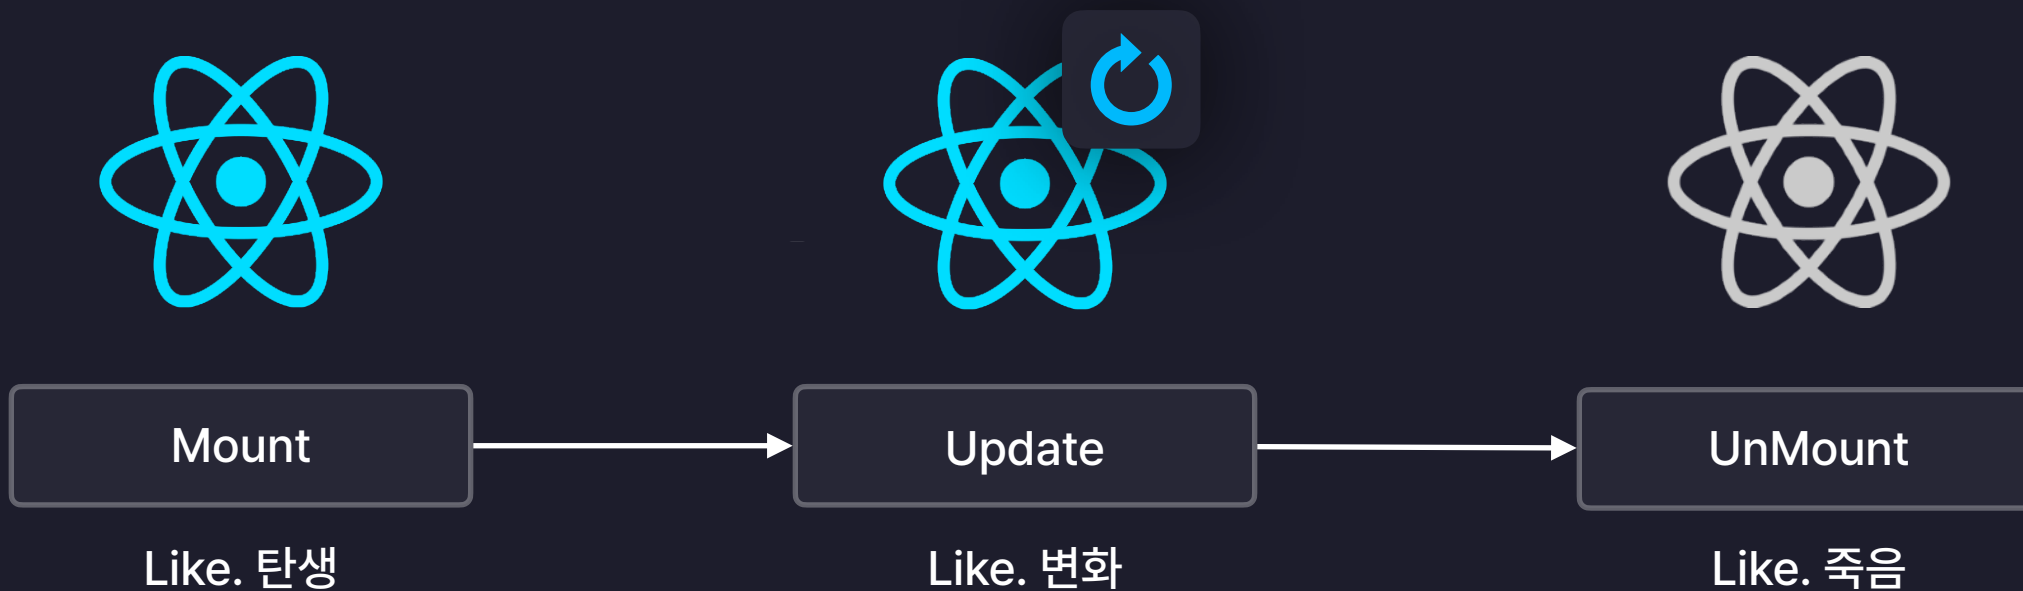 Mount
Update
UnMount
Like. 탄생
Like. 변화
Like. 죽음